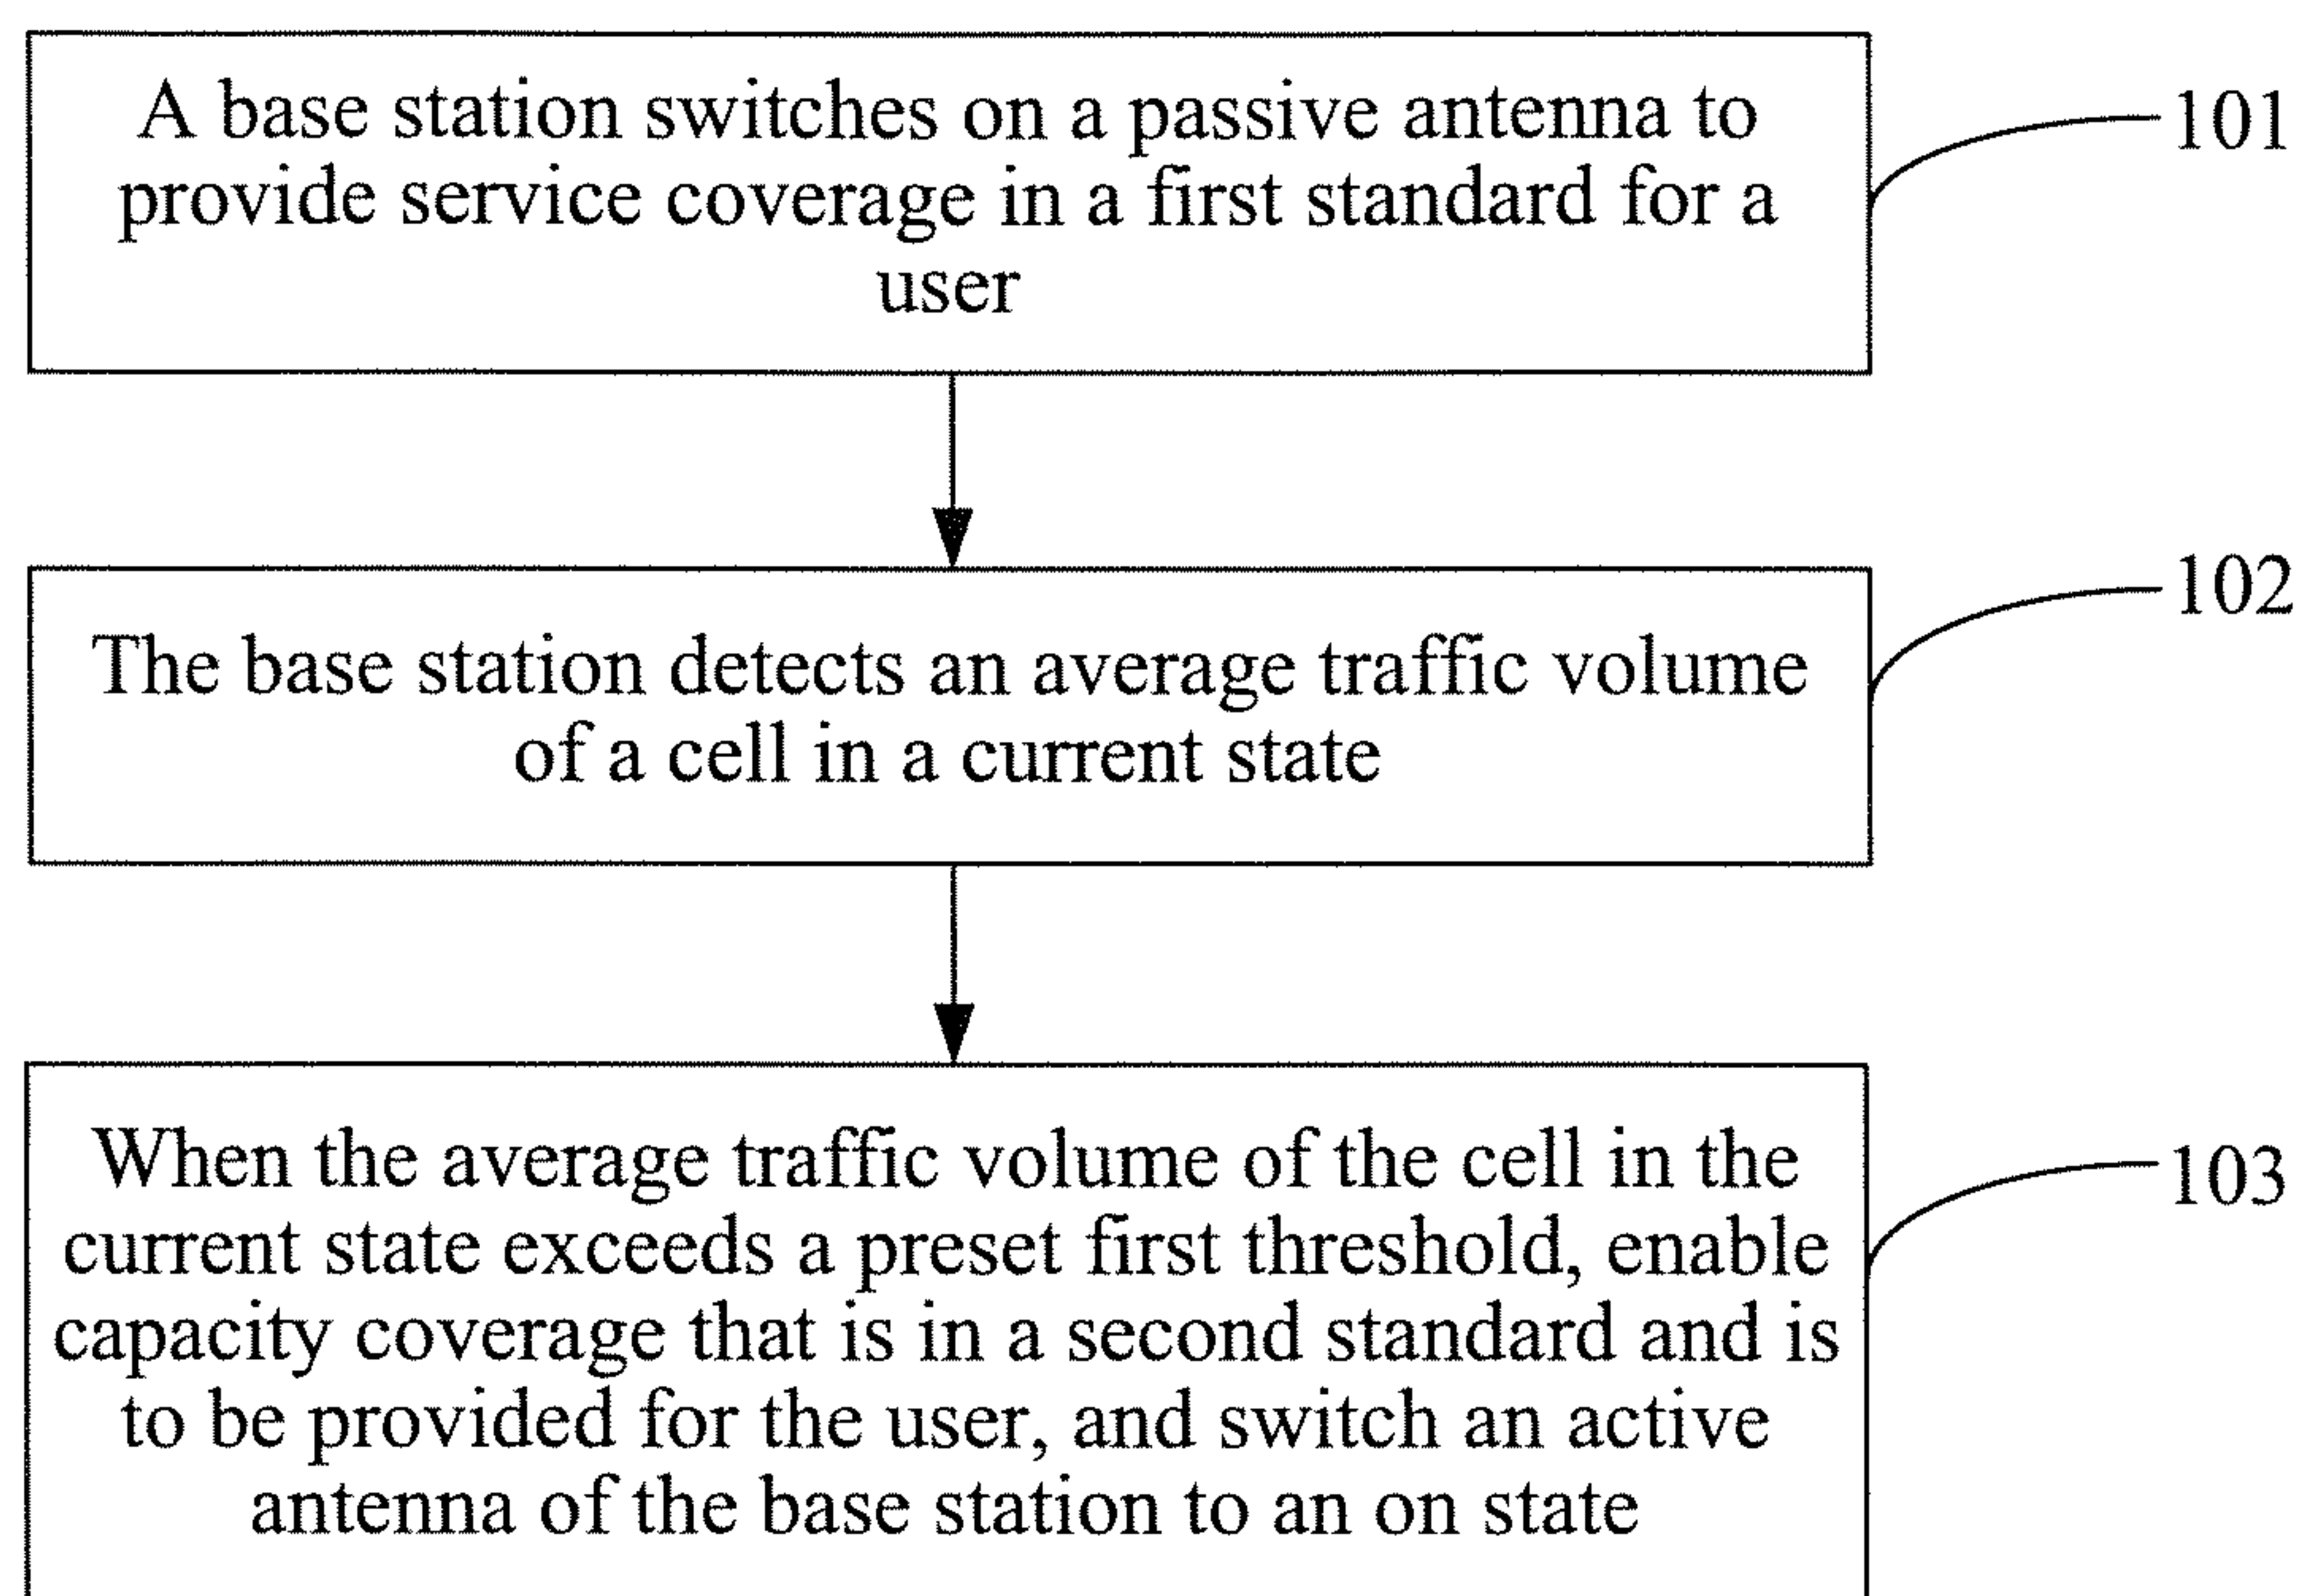 A base station switches on a passive antenna to
provide service coverage in a first standard for a
user
101
The base station detects an average traffic volume
of a cell in a current state
102
When the average traffic volume of the cell in the
current state exceeds a preset first threshold, enable
capacity coverage that is in a second standard and is
to be provided for the user, and switch an active
antenna of the base station to an on state
103